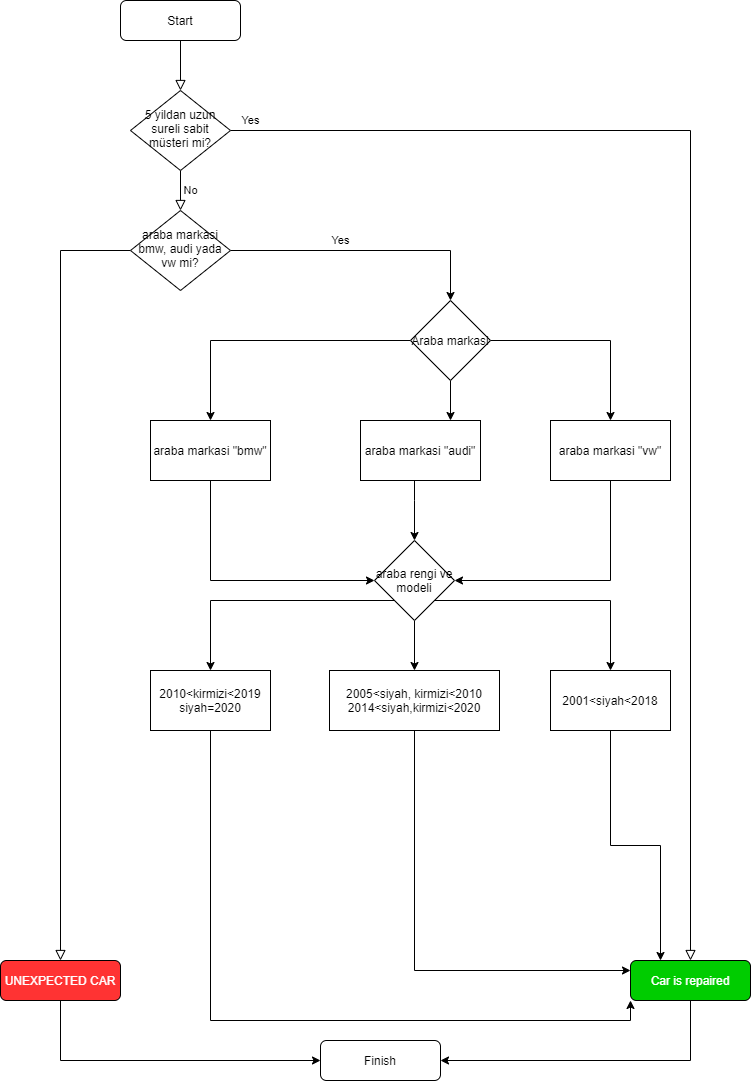 Start
5 yildan uzun
sureli sabit
müsteri mi?
Yes
No
araba markasi
bmw, audi yada
vw mi?
Yes
Araba markasi
araba markasi "bmw"
araba markasi "audi"
araba markasi "vw"
araba rengi ve
modeli
2010<kirmizi<2019
siyah=2020
2005<siyah, kirmizi<2010
2014<siyah,kirmizi<2020
2001<siyah<2018
UNEXPECTED CAR
Car is repaired
Finish